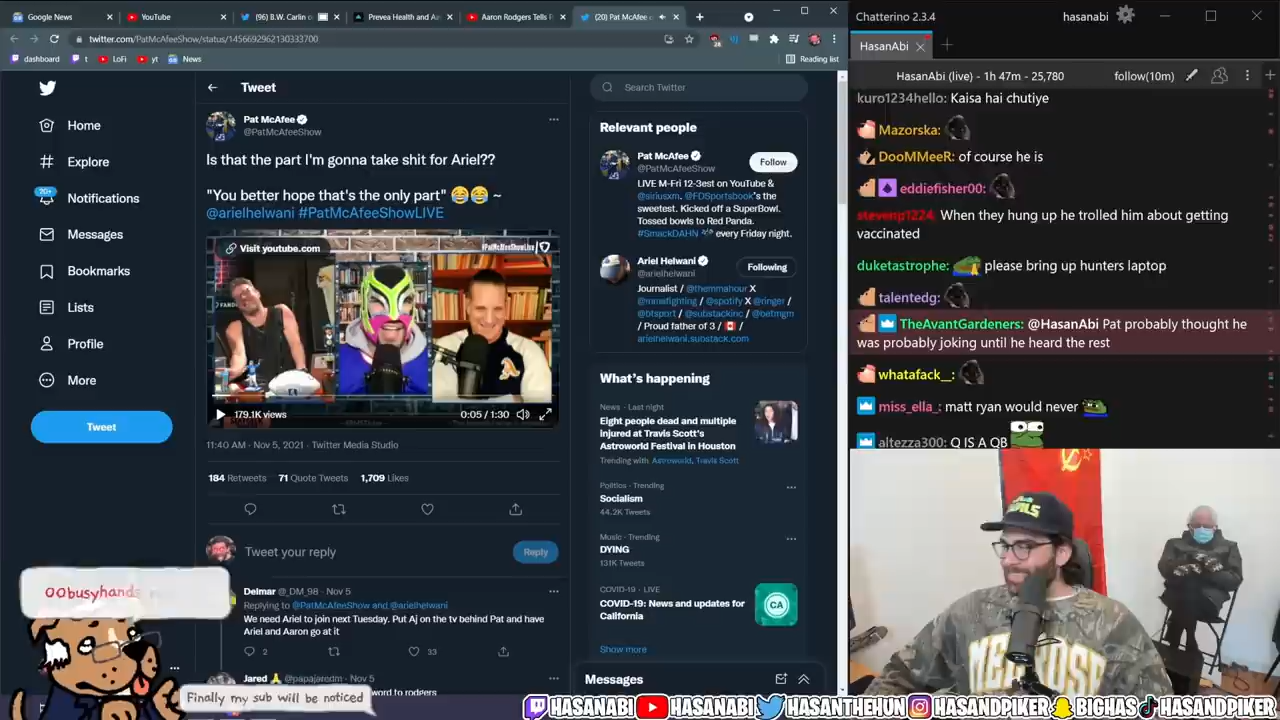 Google News
YouTube
(96) B.W. Carlin o
Prevea Health and Aa
Aaron Rodgers Tells F
(20) Pat McAfee o
twitter.com/PatMcAfeeShow/status/1456692962130333700
dashboard
t
LoFi
yt
News
Reading list
Tweet
Search Twitter
Home
Explore
20+
Notifications
Messages
Bookmarks
Lists
Profile
More
Tweet
Pat McAfee
@PatMcAfeeShow
Is that the part I'm gonna take shit for Ariel??
"You better hope that's the only part" 😂😂 ~
@arielhelwani #PatMcAfeeShowLIVE
Visit youtube.com
#PatMcAfeeShowLive
179.1K views
0:05 / 1:30
11:40 AM · Nov 5, 2021 · Twitter Media Studio
184 Retweets 71 Quote Tweets 1,709 Likes
Tweet your reply
Reply
Delmar @_DM_98 · Nov 5
Replying to @PatMcAfeeShow and @arielhelwani
We need Ariel to join next Tuesday. Put Aj on the tv behind Pat and have
Ariel and Aaron go at it
2
33
Jared 🙏 @papajaredm · Nov 5
word to rodgers
Relevant people
Pat McAfee
@PatMcAfeeShow
Follow
LIVE M-Fri 12-3est on YouTube &
@siriusxm. @FDSportsbook's the
sweetest. Kicked off a SuperBowl.
Tossed bowls to Red Panda.
#SmackDAHN every Friday night.
Ariel Helwani
@arielhelwani
Following
Journalist / @themmahour X
@mmafighting / @spotify X @ringer /
@btsport / @substackinc / @betmgm
/ Proud father of 3 / 🇨🇦 /
arielhelwani.substack.com
What's happening
News · Last night
Eight people dead and multiple
injured at Travis Scott's
Astroworld Festival in Houston
Trending with Astroworld, Travis Scott
Politics · Trending
Socialism
44.2K Tweets
Music · Trending
DYING
131K Tweets
COVID-19 · LIVE
COVID-19: News and updates for
California
CA
Show more
Messages
Chatterino 2.3.4
hasanabi
HasanAbi
HasanAbi (live) - 1h 47m - 25,780
follow(10m)
kuro1234hello: Kaisa hai chutiye
Mazorska:
DooMMeeR: of course he is
eddiefisher00:
stevenp1224: When they hung up he trolled him about getting
vaccinated
duketastrophe: please bring up hunters laptop
talentedg:
TheAvantGardeners: @HasanAbi Pat probably thought he
was probably joking until he heard the rest
whatafack__:
miss_ella_: matt ryan would never
altezza300: Q IS A QB
OObusyhands
Finally my sub will be noticed
HASANABI
HASANABI
HASANTHEHUN
HASANDPIKER
BIGHAS
HASANDPIKER